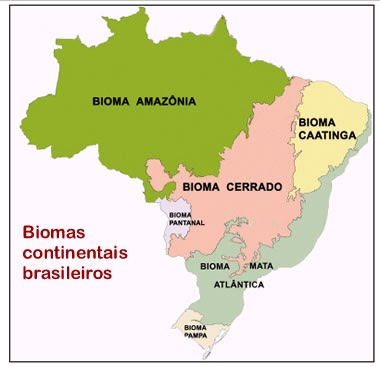 BIOMA AMAZÔNIA
BIOMA
CAATINGA
BIOMA CERRADO
BIOMA
PANTANAL
Biomas
continentais
brasileiros
BIOMA MATA
ATLÂNTICA
BIOMA
PAMPA